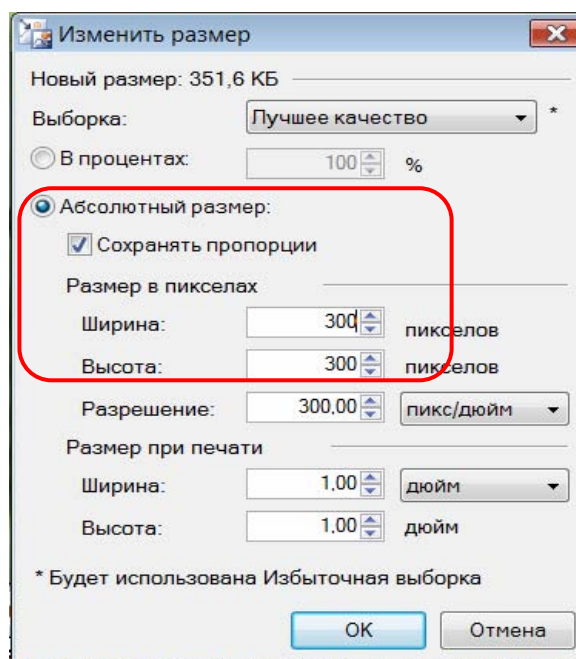 Изменить размер
Новый размер: 351,6 КБ
Выборка: Лучшее качество *
В процентах: 100 %
Абсолютный размер:
Сохранять пропорции
Размер в пикселах
Ширина: 300 пикселов
Высота: 300 пикселов
Разрешение: 300,00 пикс/дюйм
Размер при печати
Ширина: 1,00 дюйм
Высота: 1,00 дюйм
* Будет использована Избыточная выборка
OK Отмена